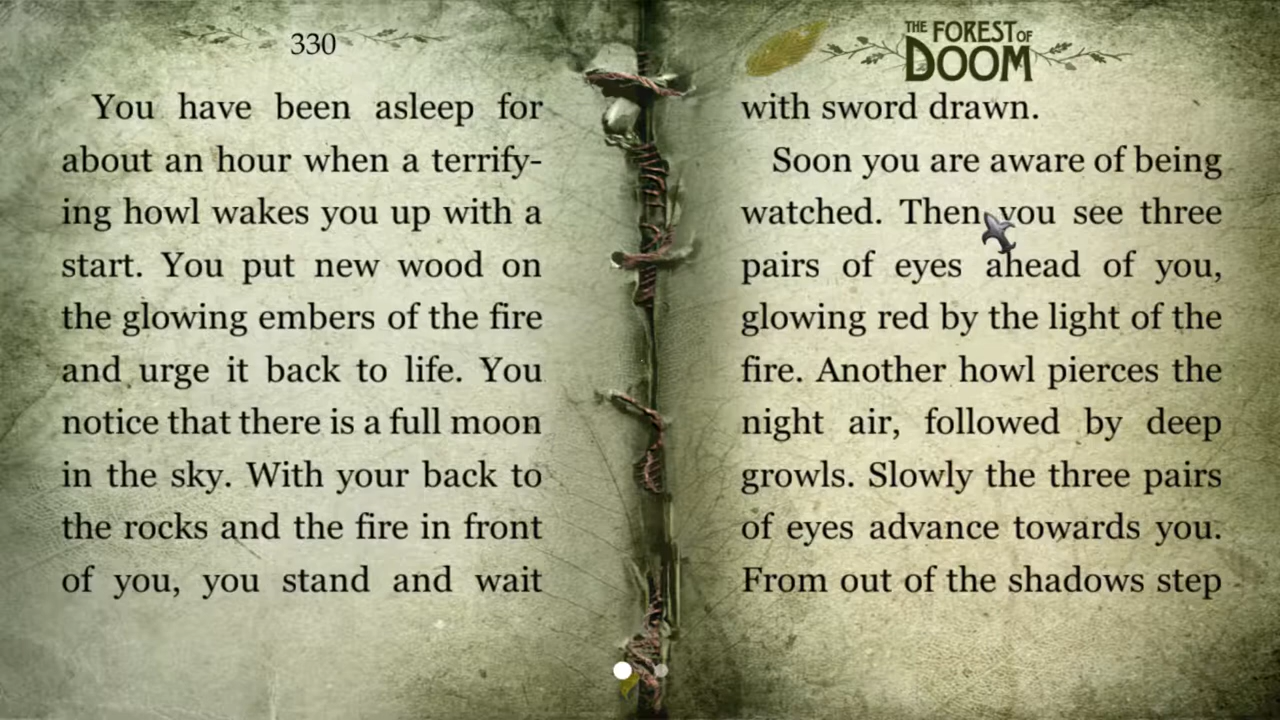 330
You have been asleep for
about an hour when a terrify-
ing howl wakes you up with a
start. You put new wood on
the glowing embers of the fire
and urge it back to life. You
notice that there is a full moon
in the sky. With your back to
the rocks and the fire in front
of you, you stand and wait
THE FOREST OF
DOOM
with sword drawn.
Soon you are aware of being
watched. Then you see three
pairs of eyes ahead of you,
glowing red by the light of the
fire. Another howl pierces the
night air, followed by deep
growls. Slowly the three pairs
of eyes advance towards you.
From out of the shadows step